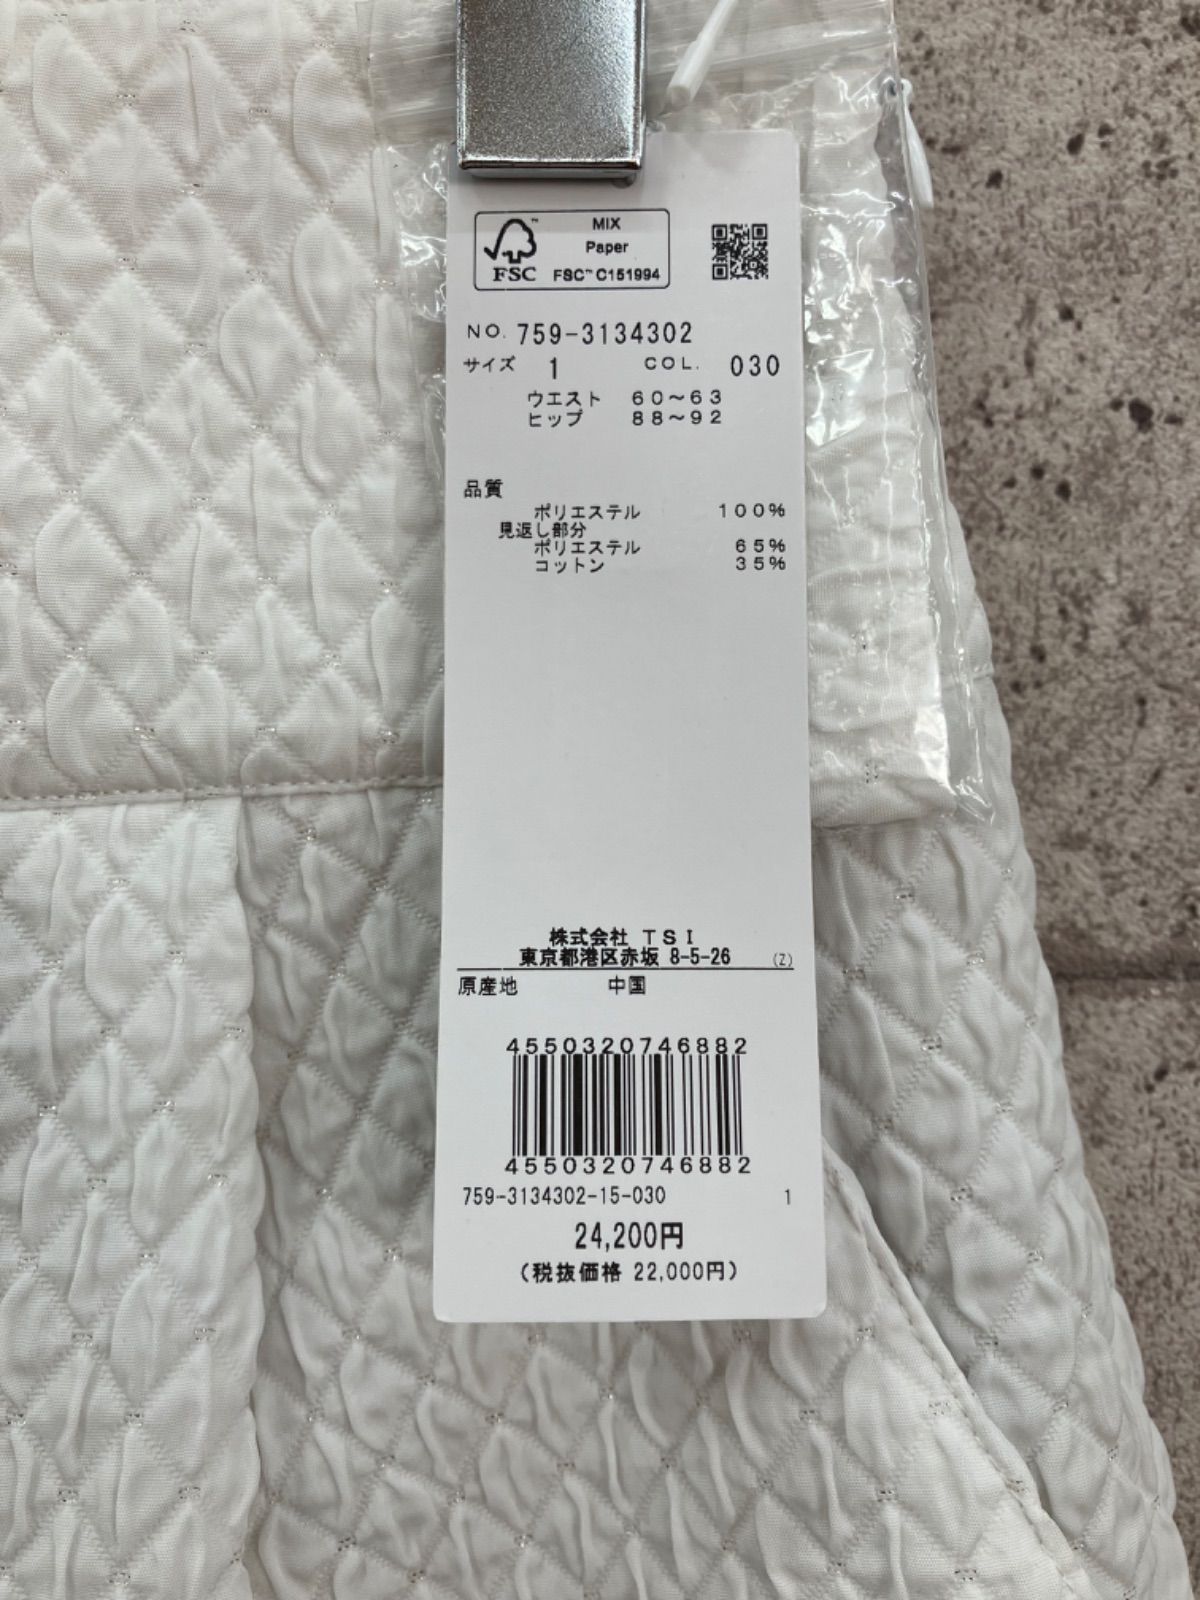 MIX
Paper
FSC™ C151994
FSC
NO. 759-3134302
サイズ 1 COL. 030
ウエスト 60～63
ヒップ 88～92
品質
ポリエステル 100%
見返し部分
ポリエステル 65%
コットン 35%
株式会社 TSI
東京都港区赤坂 8-5-26 (Z)
原産地 中国
4550320746882
4550320746882
759-3134302-15-030 1
24,200円
(税抜価格 22,000円)